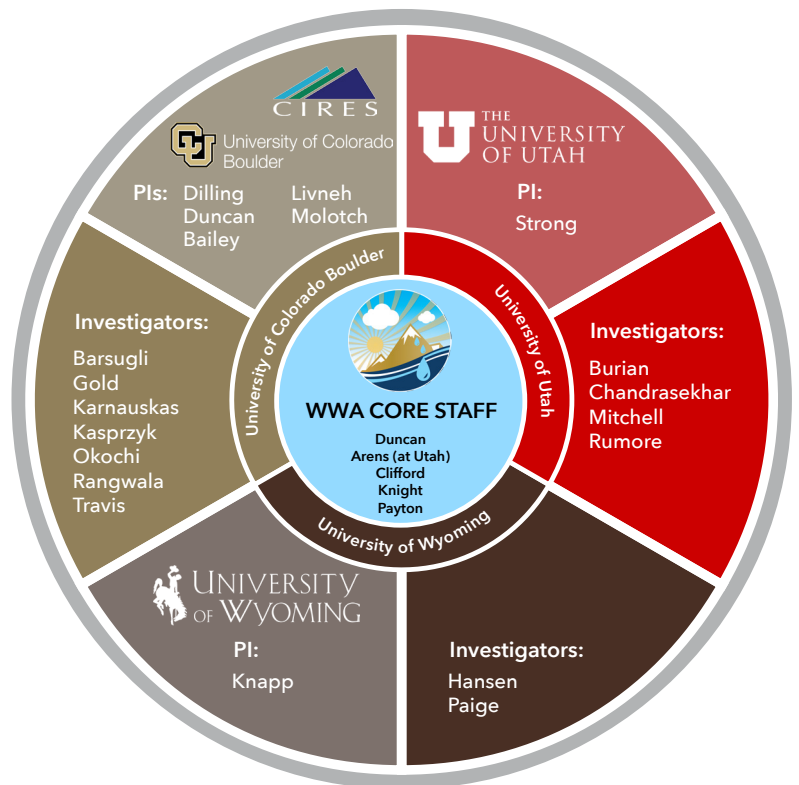 CIRES
University of Colorado
Boulder
PIs: Dilling Livneh
Duncan Molotch
Bailey
THE
UNIVERSITY
OF UTAH
PI:
Strong
Investigators:
Barsugli
Gold
Karnauskas
Kasprzyk
Okochi
Rangwala
Travis
University of Colorado Boulder
University of Utah
University of Wyoming
WWA CORE STAFF
Duncan
Arens (at Utah)
Clifford
Knight
Payton
Investigators:
Burian
Chandrasekhar
Mitchell
Rumore
UNIVERSITY
OF WYOMING
PI:
Knapp
Investigators:
Hansen
Paige